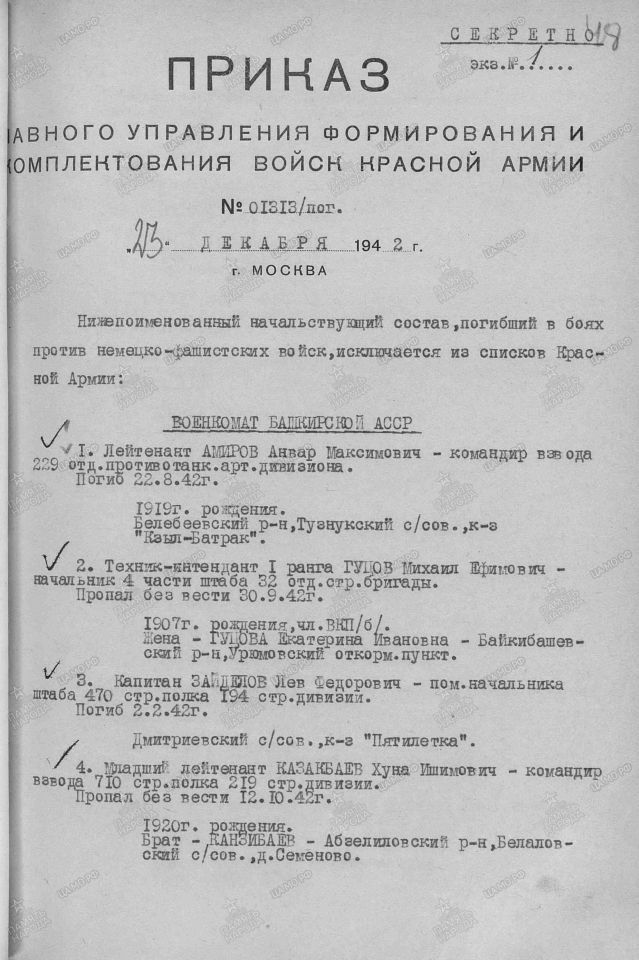 СЕКРЕТНО 48
экз.№ 1....
ПРИКАЗ
ЛАВНОГО УПРАВЛЕНИЯ ФОРМИРОВАНИЯ И
КОМПЛЕКТОВАНИЯ ВОЙСК КРАСНОЙ АРМИИ
№ 01313/пог.
„23“ ДЕКАБРЯ 1942 г.
г. МОСКВА
Нижепоименованный начальствующий состав, погибший в боях
против немецко-фашистских войск, исключается из списков Крас-
ной Армии:
ВОЕНКОМАТ БАШКИРСКОЙ АССР
1. Лейтенант АМИРОВ Анвар Максимович - командир взвода
229 отд.противотанк.арт.дивизиона.
Погиб 22.8.42г.
1919г. рождения.
Белебеевский р-н,Тузнукский с/сов.,к-з
"Кзыл-Батрак".
2. Техник-интендант I ранга ГУЦОВ Михаил Ефимович -
начальник 4 части штаба 32 отд.стр.бригады.
Пропал без вести 30.9.42г.
1907г. рождения,чл.ВКП/б/.
Жена - ГУЦОВА Екатерина Ивановна - Байкибашев-
ский р-н,Урюмовский откорм.пункт.
3. Капитан ЗАЙДЕЛОВ Лев Федорович - пом.начальника
штаба 470 стр.полка 194 стр.дивизии.
Погиб 2.2.42г.
Дмитриевский с/сов.,к-з "Пятилетка".
4. Младший лейтенант КАЗАКБАЕВ Хуна Ишимович - командир
взвода 710 стр.полка 219 стр.дивизии.
Пропал без вести 12.10.42г.
1920г. рождения.
Брат - КАНЗИБАЕВ - Абзелиловский р-н,Белалов-
ский с/сов.,д.Семеново.